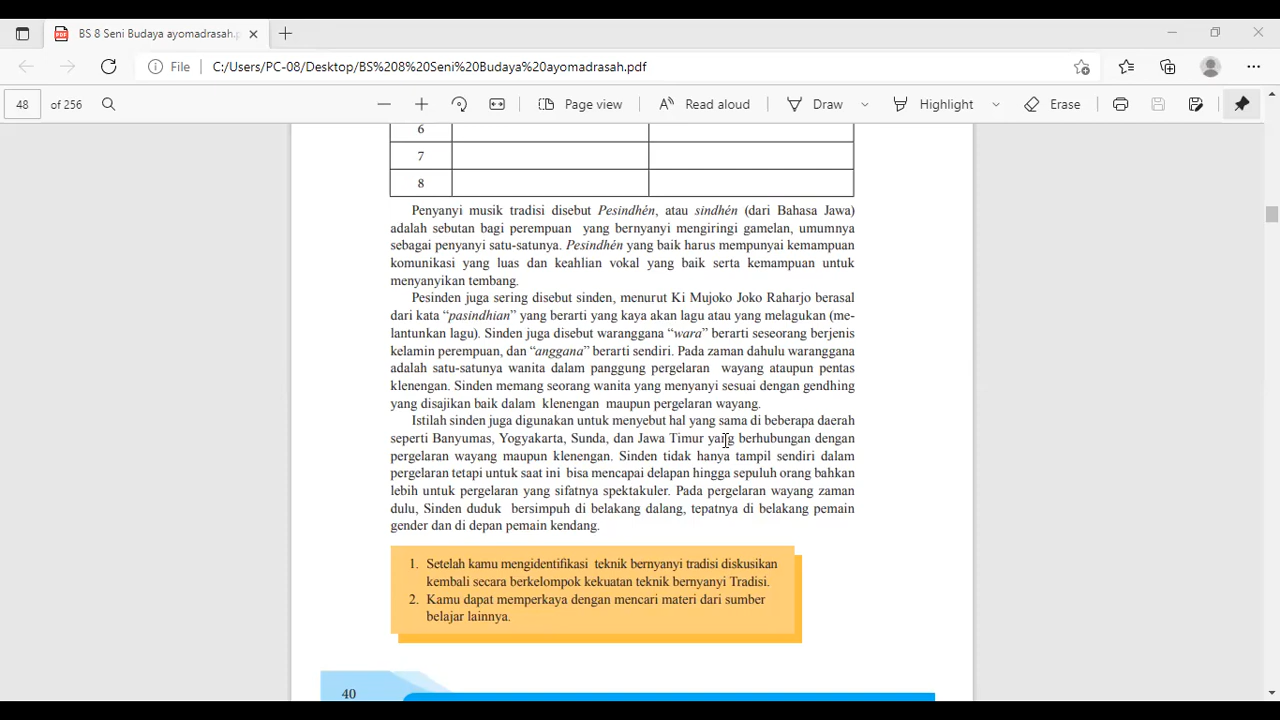 BS 8 Seni Budaya ayomadrasah.p
File C:/Users/PC-08/Desktop/BS%208%20Seni%20Budaya%20ayomadrasah.pdf
48 of 256 Page view Read aloud Draw Highlight Erase
6
7
8
Penyanyi musik tradisi disebut Pesindhén, atau sindhén (dari Bahasa Jawa)
adalah sebutan bagi perempuan yang bernyanyi mengiringi gamelan, umumnya
sebagai penyanyi satu-satunya. Pesindhén yang baik harus mempunyai kemampuan
komunikasi yang luas dan keahlian vokal yang baik serta kemampuan untuk
menyanyikan tembang.
Pesinden juga sering disebut sinden, menurut Ki Mujoko Joko Raharjo berasal
dari kata “pasindhian” yang berarti yang kaya akan lagu atau yang melagukan (me-
lantunkan lagu). Sinden juga disebut waranggana “wara” berarti seseorang berjenis
kelamin perempuan, dan “anggana” berarti sendiri. Pada zaman dahulu waranggana
adalah satu-satunya wanita dalam panggung pergelaran wayang ataupun pentas
klenengan. Sinden memang seorang wanita yang menyanyi sesuai dengan gendhing
yang disajikan baik dalam klenengan maupun pergelaran wayang.
Istilah sinden juga digunakan untuk menyebut hal yang sama di beberapa daerah
seperti Banyumas, Yogyakarta, Sunda, dan Jawa Timur yang berhubungan dengan
pergelaran wayang maupun klenengan. Sinden tidak hanya tampil sendiri dalam
pergelaran tetapi untuk saat ini bisa mencapai delapan hingga sepuluh orang bahkan
lebih untuk pergelaran yang sifatnya spektakuler. Pada pergelaran wayang zaman
dulu, Sinden duduk bersimpuh di belakang dalang, tepatnya di belakang pemain
gender dan di depan pemain kendang.
1. Setelah kamu mengidentifikasi teknik bernyanyi tradisi diskusikan
kembali secara berkelompok kekuatan teknik bernyanyi Tradisi.
2. Kamu dapat memperkaya dengan mencari materi dari sumber
belajar lainnya.
40